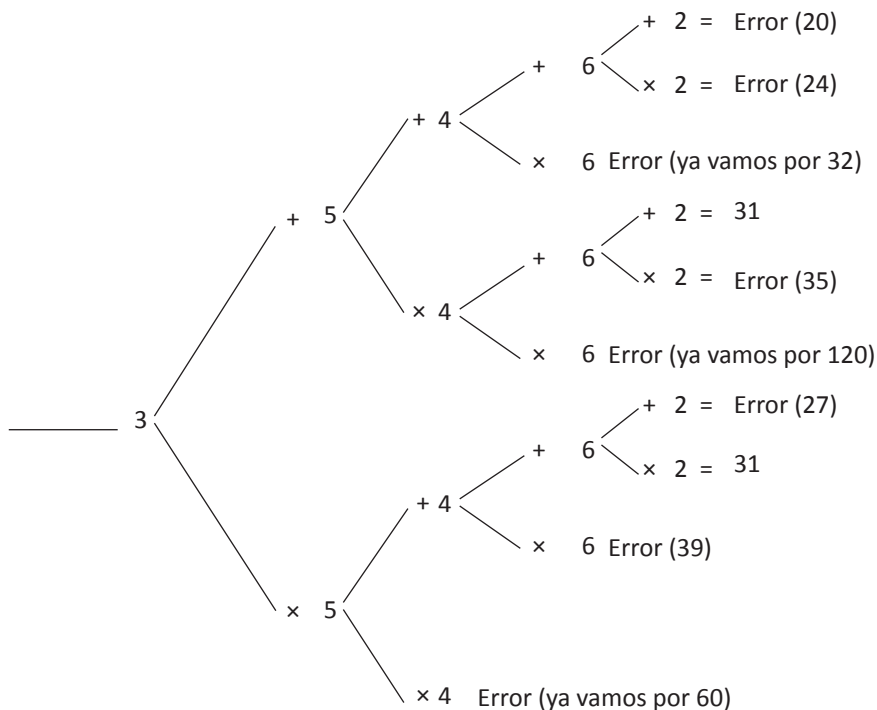 + 2 = Error (20)
+ 6
× 2 = Error (24)
+ 4
× 6 Error (ya vamos por 32)
+ 2 = 31
+ 5
+ 6
× 2 = Error (35)
× 4
× 6 Error (ya vamos por 120)
+ 2 = Error (27)
3
+ 6
× 2 = 31
+ 4
× 6 Error (39)
× 5
× 4 Error (ya vamos por 60)